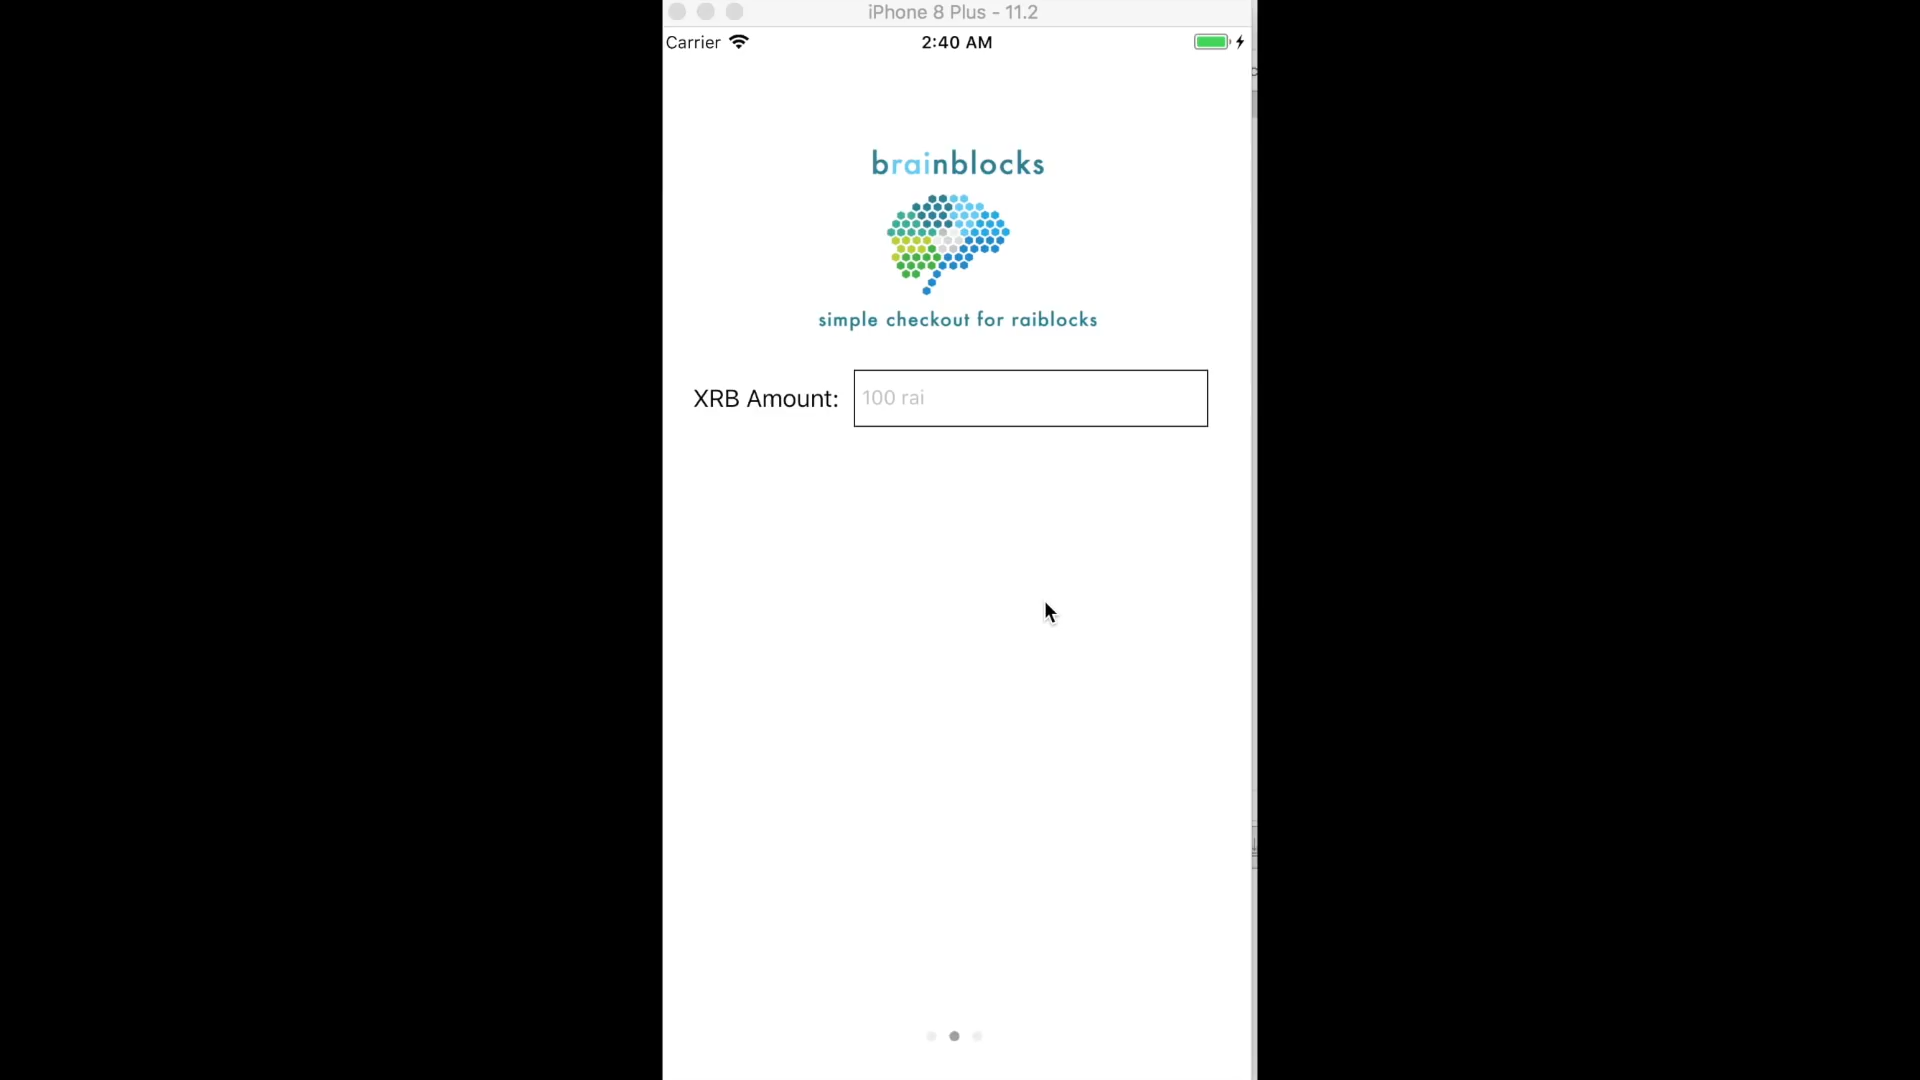 iPhone 8 Plus - 11.2
Carrier 2:40 AM
brainblocks
simple checkout for raiblocks
XRB Amount: 100 rai